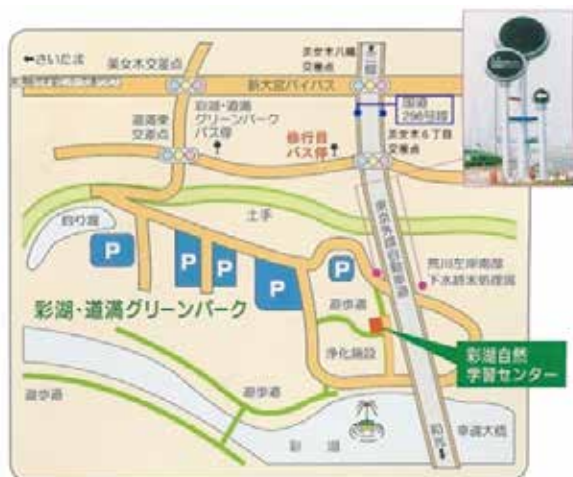 ←さいたま
美女木交差点
美女木八幡
交差点
新大宮バイパス
国道
298号線
道満東
交差点
彩湖・道満
グリーンパーク
バス停
修行目
バス停
美女木6丁目
交差点
釣り堀
土手
東京外環自動車道
P
P
P
P
P
荒川左岸南部
下水終末処理場
遊歩道
彩湖・道満グリーンパーク
浄化施設
彩湖自然
学習センター
遊歩道
遊歩道
彩 湖
和光
幸魂大橋